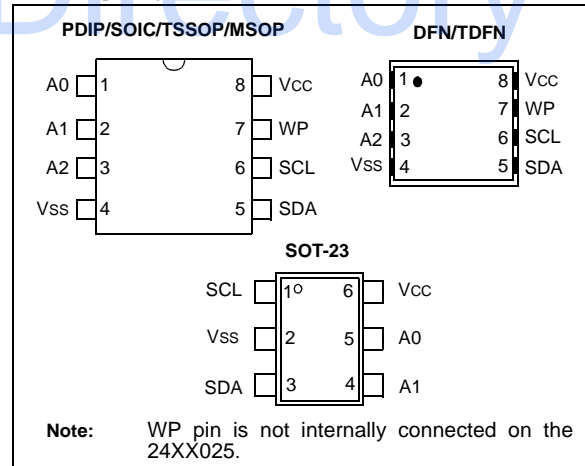 Directory
PDIP/SOIC/TSSOP/MSOP
A0 1 8 VCC
A1 2 7 WP
A2 3 6 SCL
VSS 4 5 SDA
DFN/TDFN
A0 1 8 VCC
A1 2 7 WP
A2 3 6 SCL
VSS 4 5 SDA
SOT-23
SCL 1 6 VCC
VSS 2 5 A0
SDA 3 4 A1
Note: WP pin is not internally connected on the
24XX025.